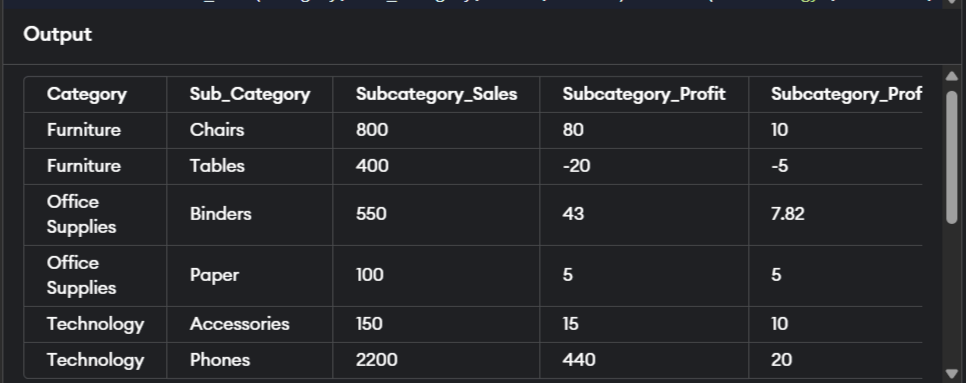 Output
Category Sub_Category Subcategory_Sales Subcategory_Profit Subcategory_Prof
Furniture Chairs 800 80 10
Furniture Tables 400 -20 -5
Office
Supplies Binders 550 43 7.82
Office
Supplies Paper 100 5 5
Technology Accessories 150 15 10
Technology Phones 2200 440 20